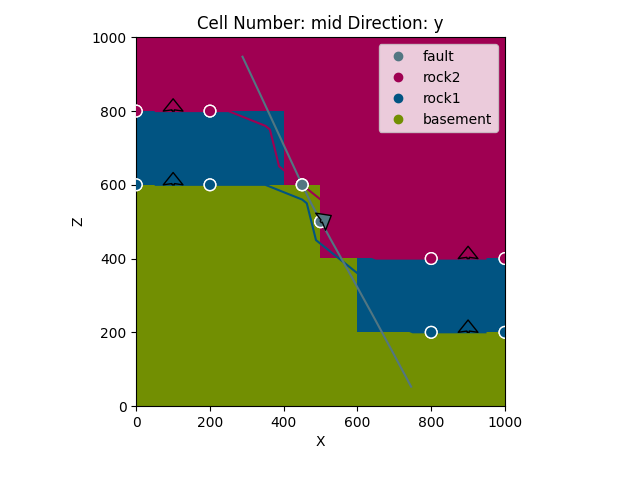 Cell Number: mid Direction: y
1000
800
600
400
200
0
Z
fault
rock2
rock1
basement
0 200 400 600 800 1000
X